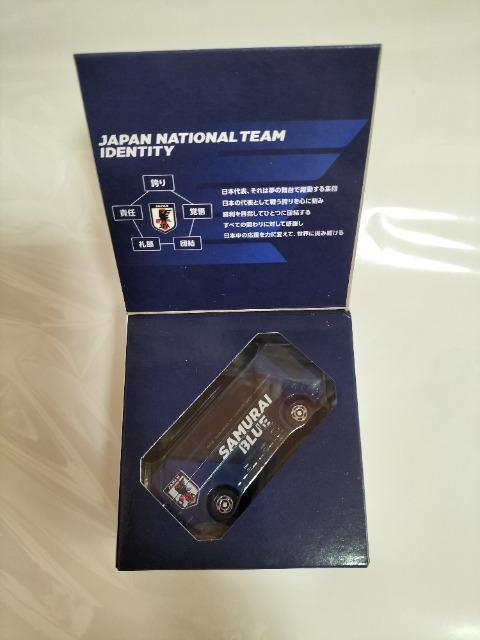 JAPAN NATIONAL TEAM
IDENTITY
誇り
責任
JAPAN
覚悟
礼節
団結
日本代表、それは夢の舞台で躍動する集団
日本の代表として戦う誇りを心に刻み
勝利を目指してひとつに団結する
すべての関わりに対して感謝し
日本中の応援を力に変えて、世界に挑み続ける
SAMURAI
BLUE
JAPAN